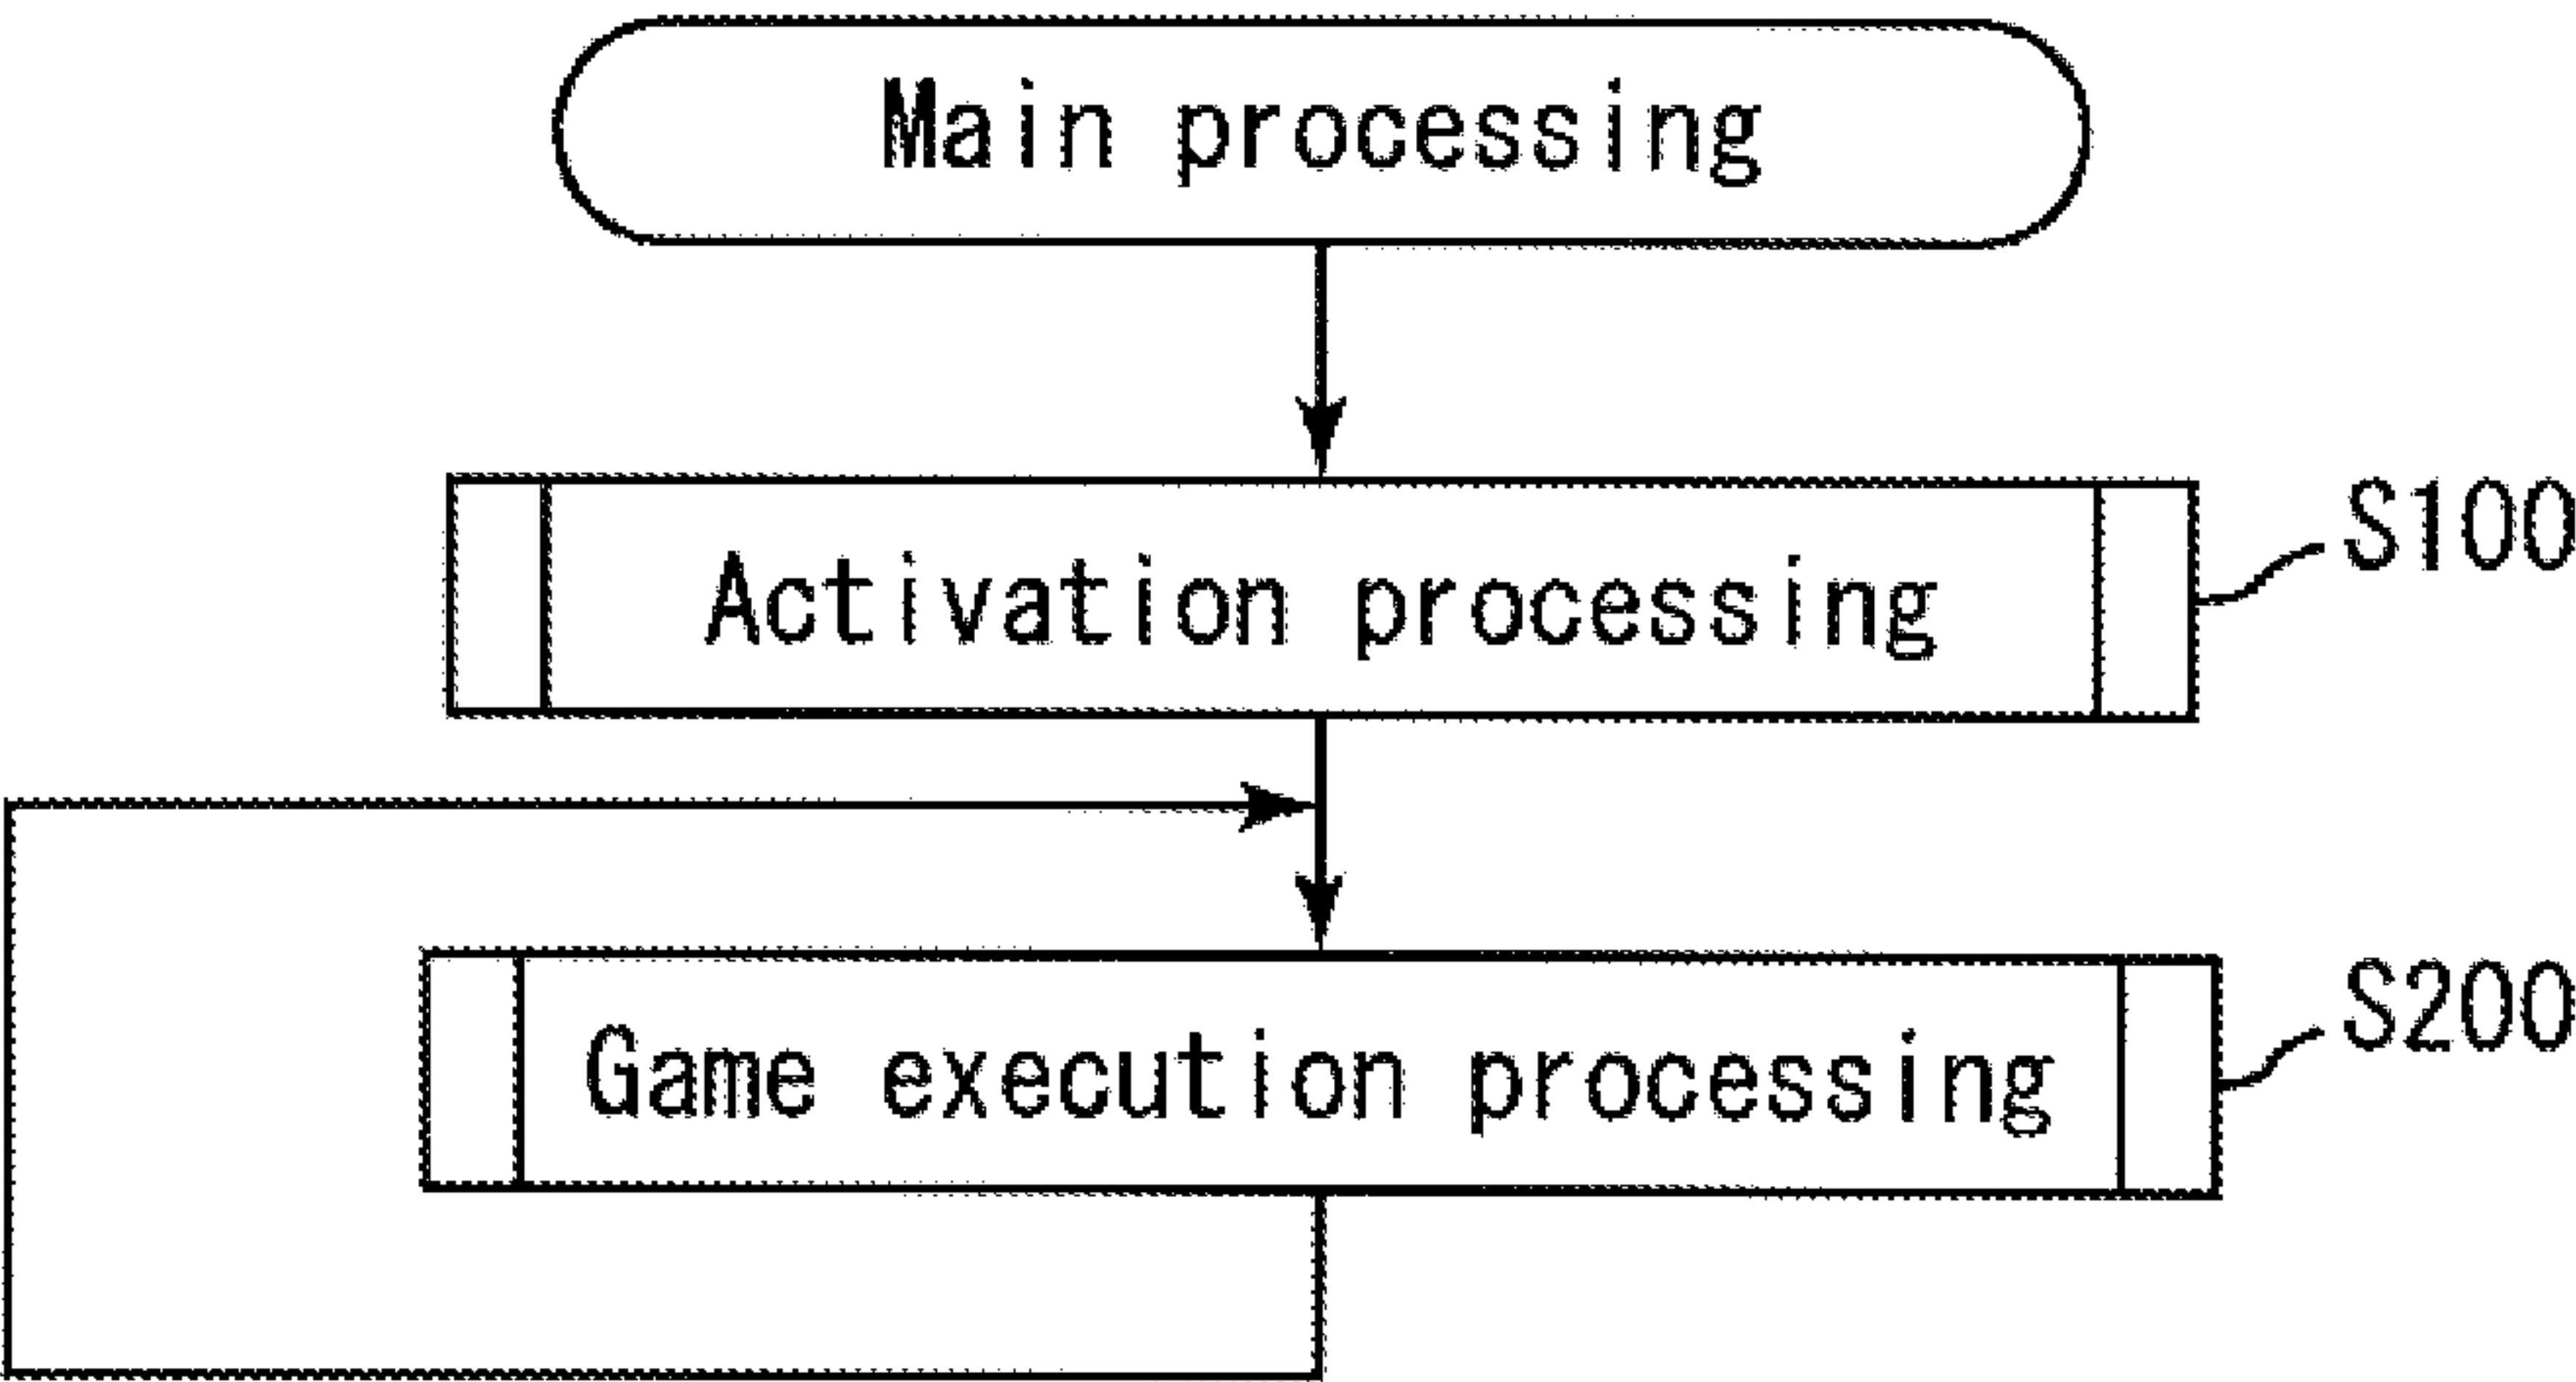 Main processing
S100
Activation processing
S200
Game execution processing